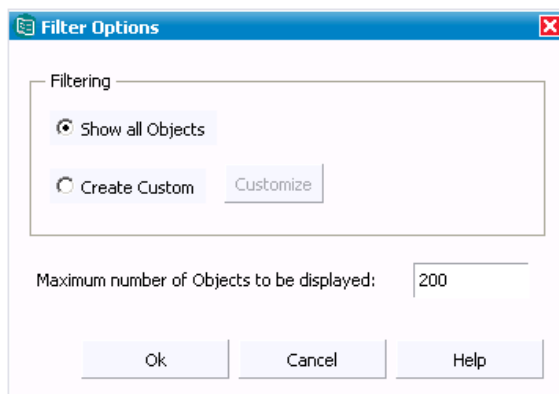 Filter Options
Filtering
Show all Objects
Create Custom Customize
Maximum number of Objects to be displayed: 200
Ok Cancel Help